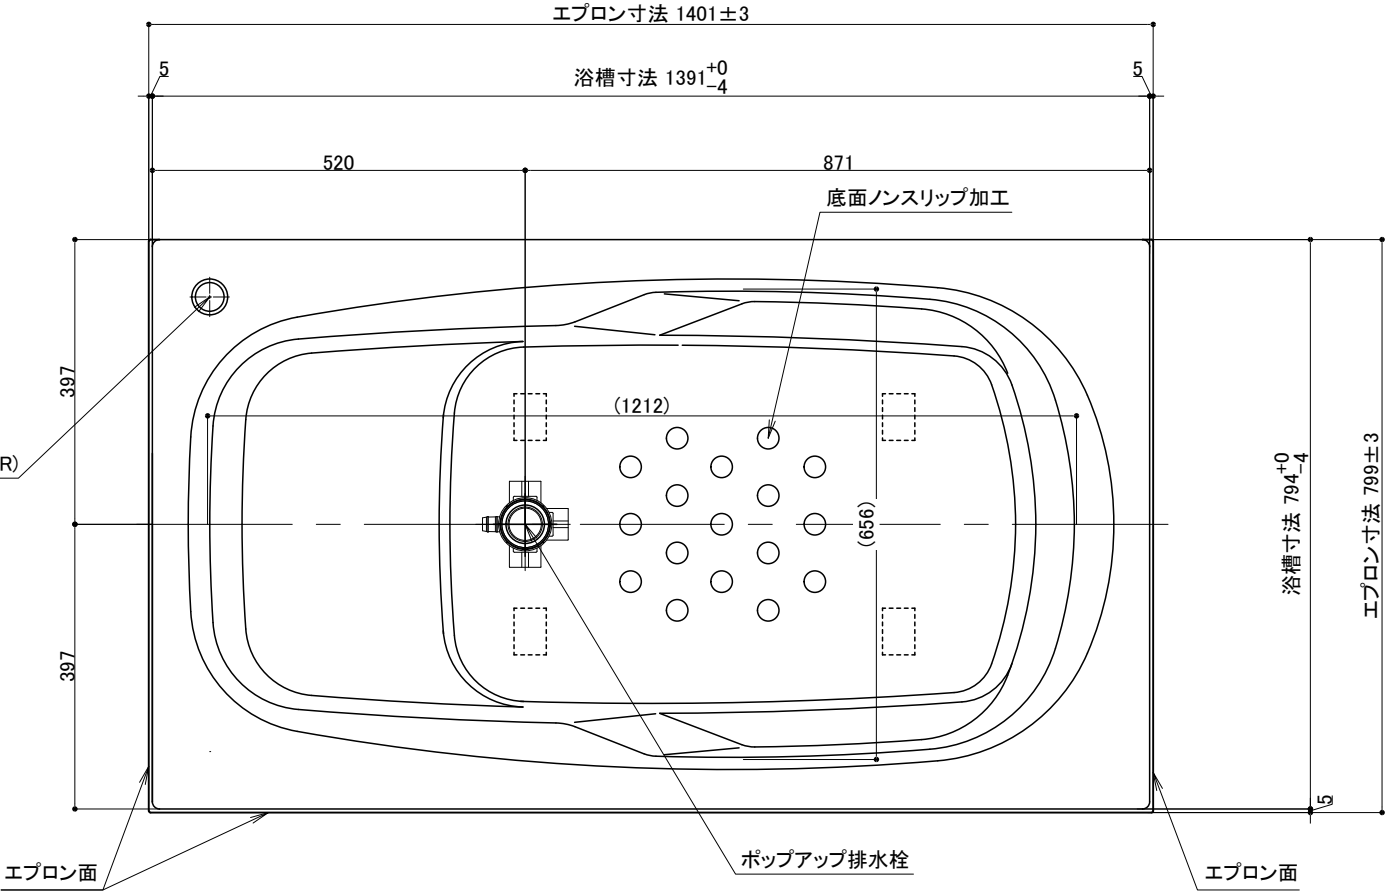 エプロン寸法 1401±3
5
浴槽寸法 1391 +0 -4
5
520
871
底面ノンスリップ加工
397
(1212)
R)
(656)
浴槽寸法 794 +0 -4
エプロン寸法 799±3
397
5
エプロン面
ポップアップ排水栓
エプロン面